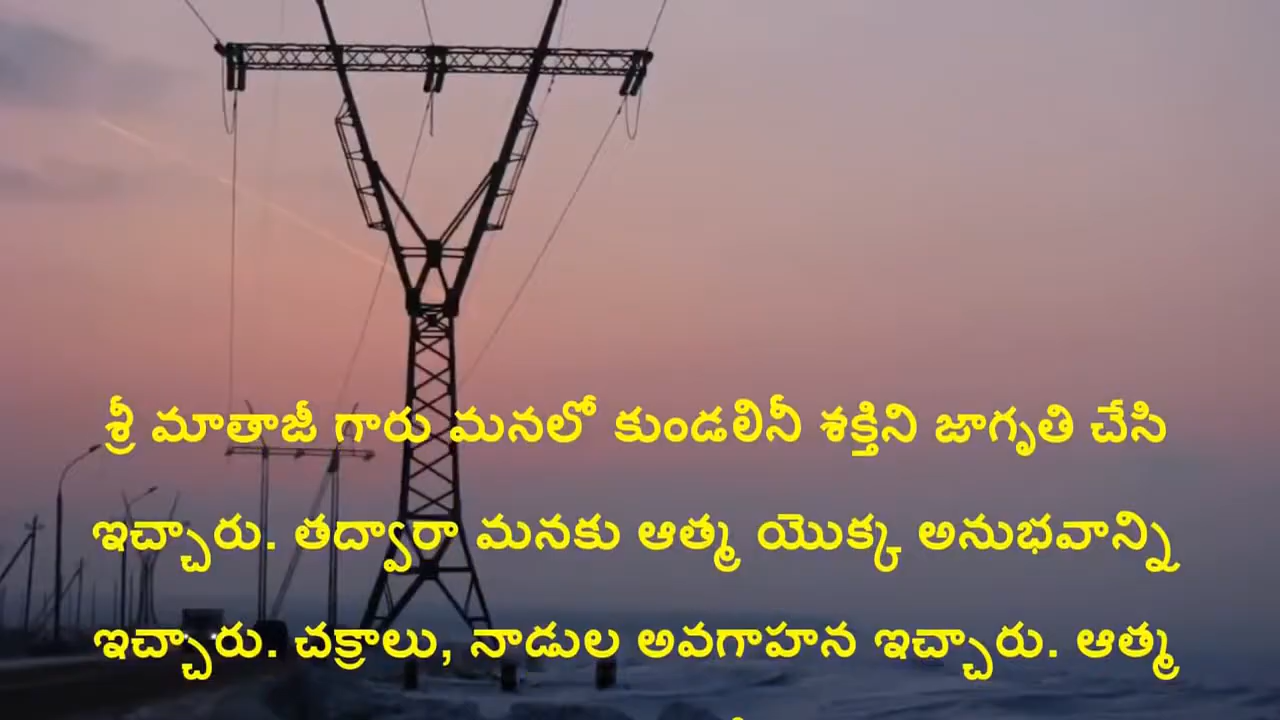 శ్రీ మాతాజీ గారు మనలో కుండలినీ శక్తిని జాగృతి చేసి
ఇచ్చారు. తద్వారా మనకు ఆత్మ యొక్క అనుభవాన్ని
ఇచ్చారు. చక్రాలు, నాడుల అవగాహన ఇచ్చారు. ఆత్మ